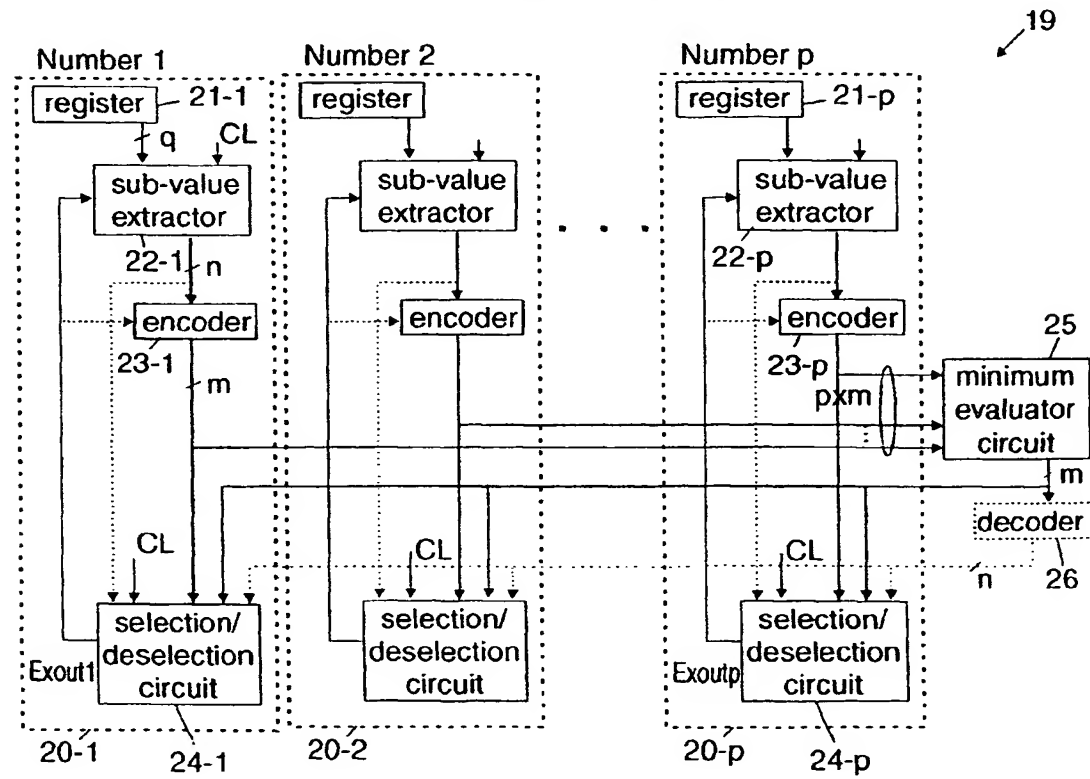 19
Number 1
Number 2
Number p
register
21-1
register
register
21-p
q
CL
sub-value
extractor
sub-value
extractor
sub-value
extractor
. . . .
22-1
n
22-p
encoder
encoder
encoder
23-1
23-p
25
m
pxm
minimum
evaluator
circuit
m
decoder
CL
CL
CL
n
26
selection/
deselection
circuit
selection/
deselection
circuit
selection/
deselection
circuit
Exout1
Exoutp
20-1
24-1
20-2
20-p
24-p